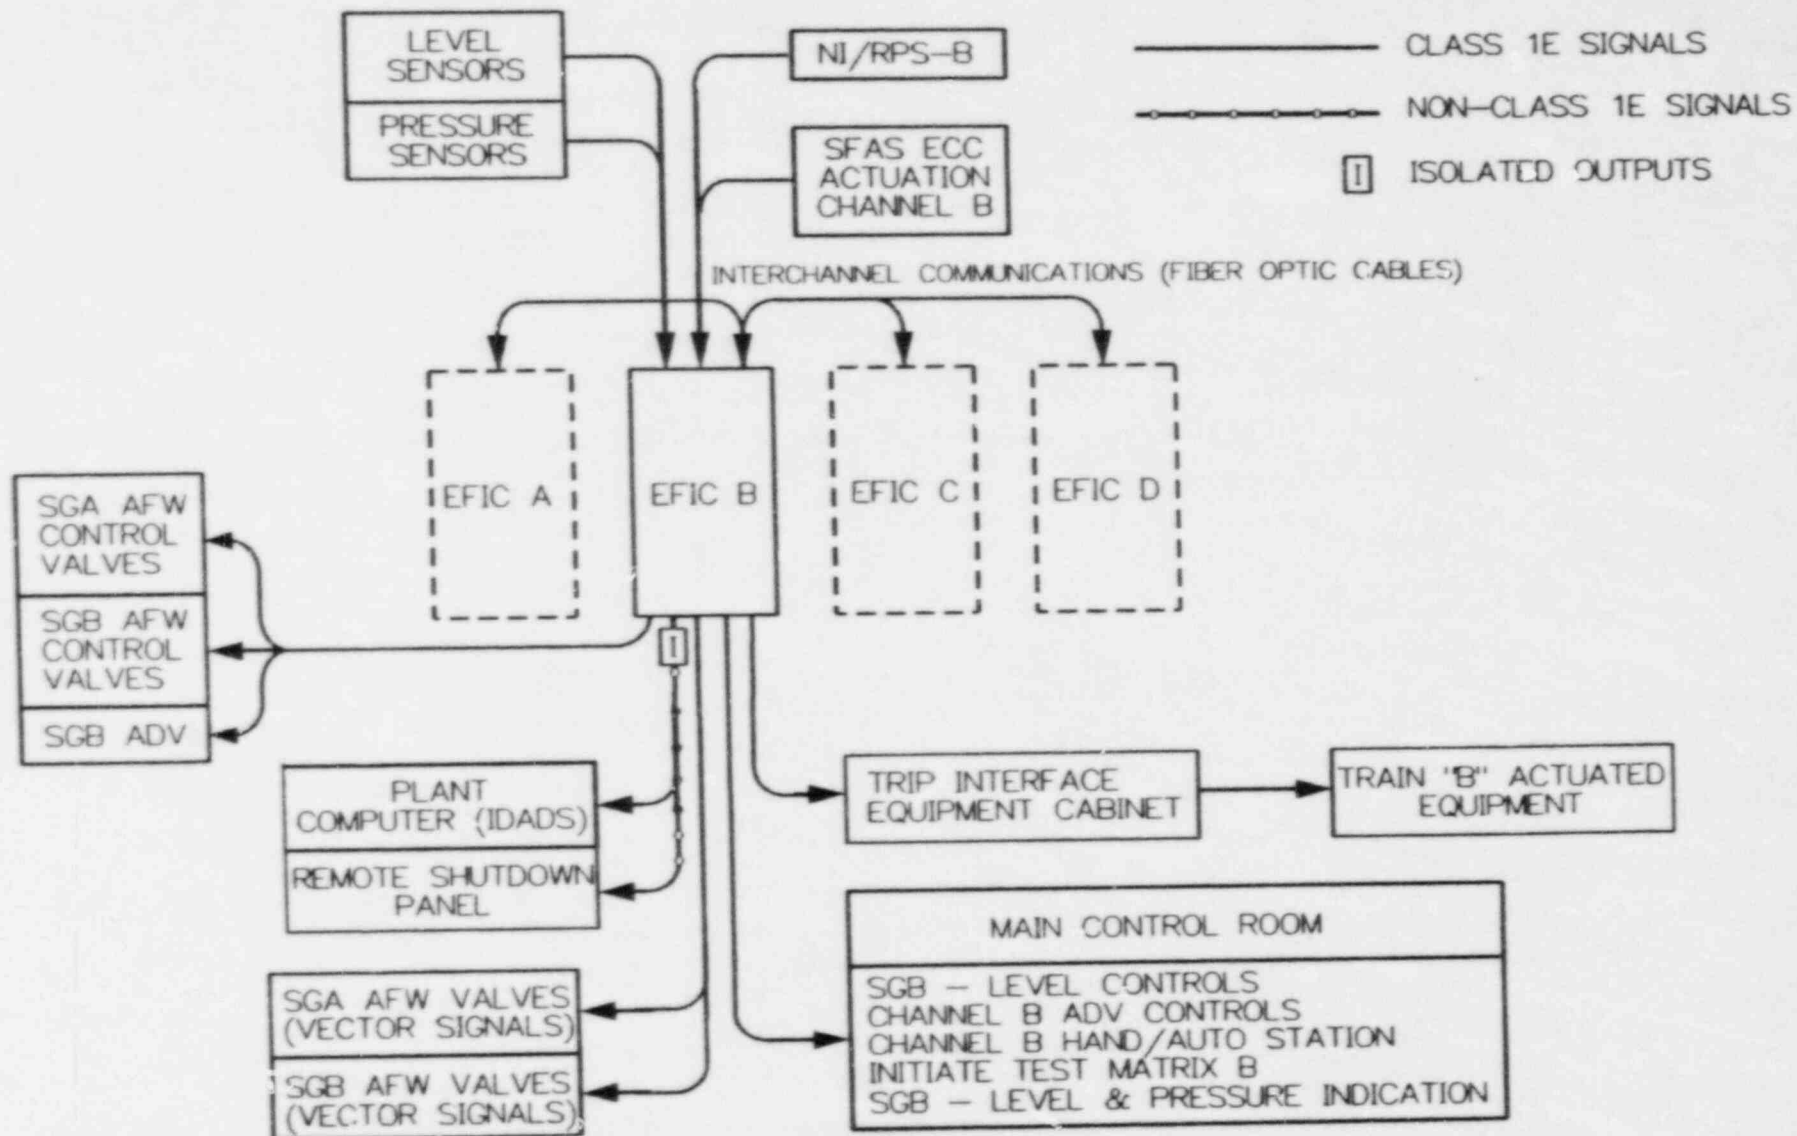 LEVEL
SENSORS
PRESSURE
SENSORS
NI/RPS-B
SFAS ECC
ACTUATION
CHANNEL B
CLASS 1E SIGNALS
NON-CLASS 1E SIGNALS
I ISOLATED OUTPUTS
INTERCHANNEL COMMUNICATIONS (FIBER OPTIC CABLES)
EFIC A
EFIC B
EFIC C
EFIC D
SGA AFW
CONTROL
VALVES
SGB AFW
CONTROL
VALVES
SGB ADV
I
PLANT
COMPUTER (IDADS)
REMOTE SHUTDOWN
PANEL
SGA AFW VALVES
(VECTOR SIGNALS)
SGB AFW VALVES
(VECTOR SIGNALS)
TRIP INTERFACE
EQUIPMENT CABINET
TRAIN "B" ACTUATED
EQUIPMENT
MAIN CONTROL ROOM
SGB - LEVEL CONTROLS
CHANNEL B ADV CONTROLS
CHANNEL B HAND/AUTO STATION
INITIATE TEST MATRIX B
SGB - LEVEL & PRESSURE INDICATION